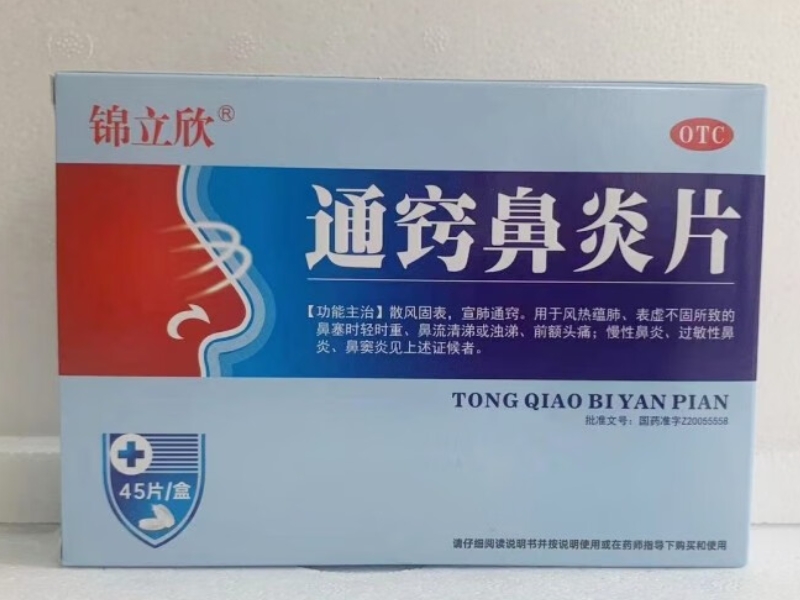 锦立欣®
OTC
通窍鼻炎片
【功能主治】散风固表，宣肺通窍。用于风热蕴肺、表虚不固所致的
鼻塞时轻时重、鼻流清涕或浊涕、前额头痛；慢性鼻炎、过敏性鼻
炎、鼻窦炎见上述证候者。
TONG QIAO BI YAN PIAN
批准文号：国药准字Z20055558
45片/盒
请仔细阅读说明书并按说明使用或在药师指导下购买和使用